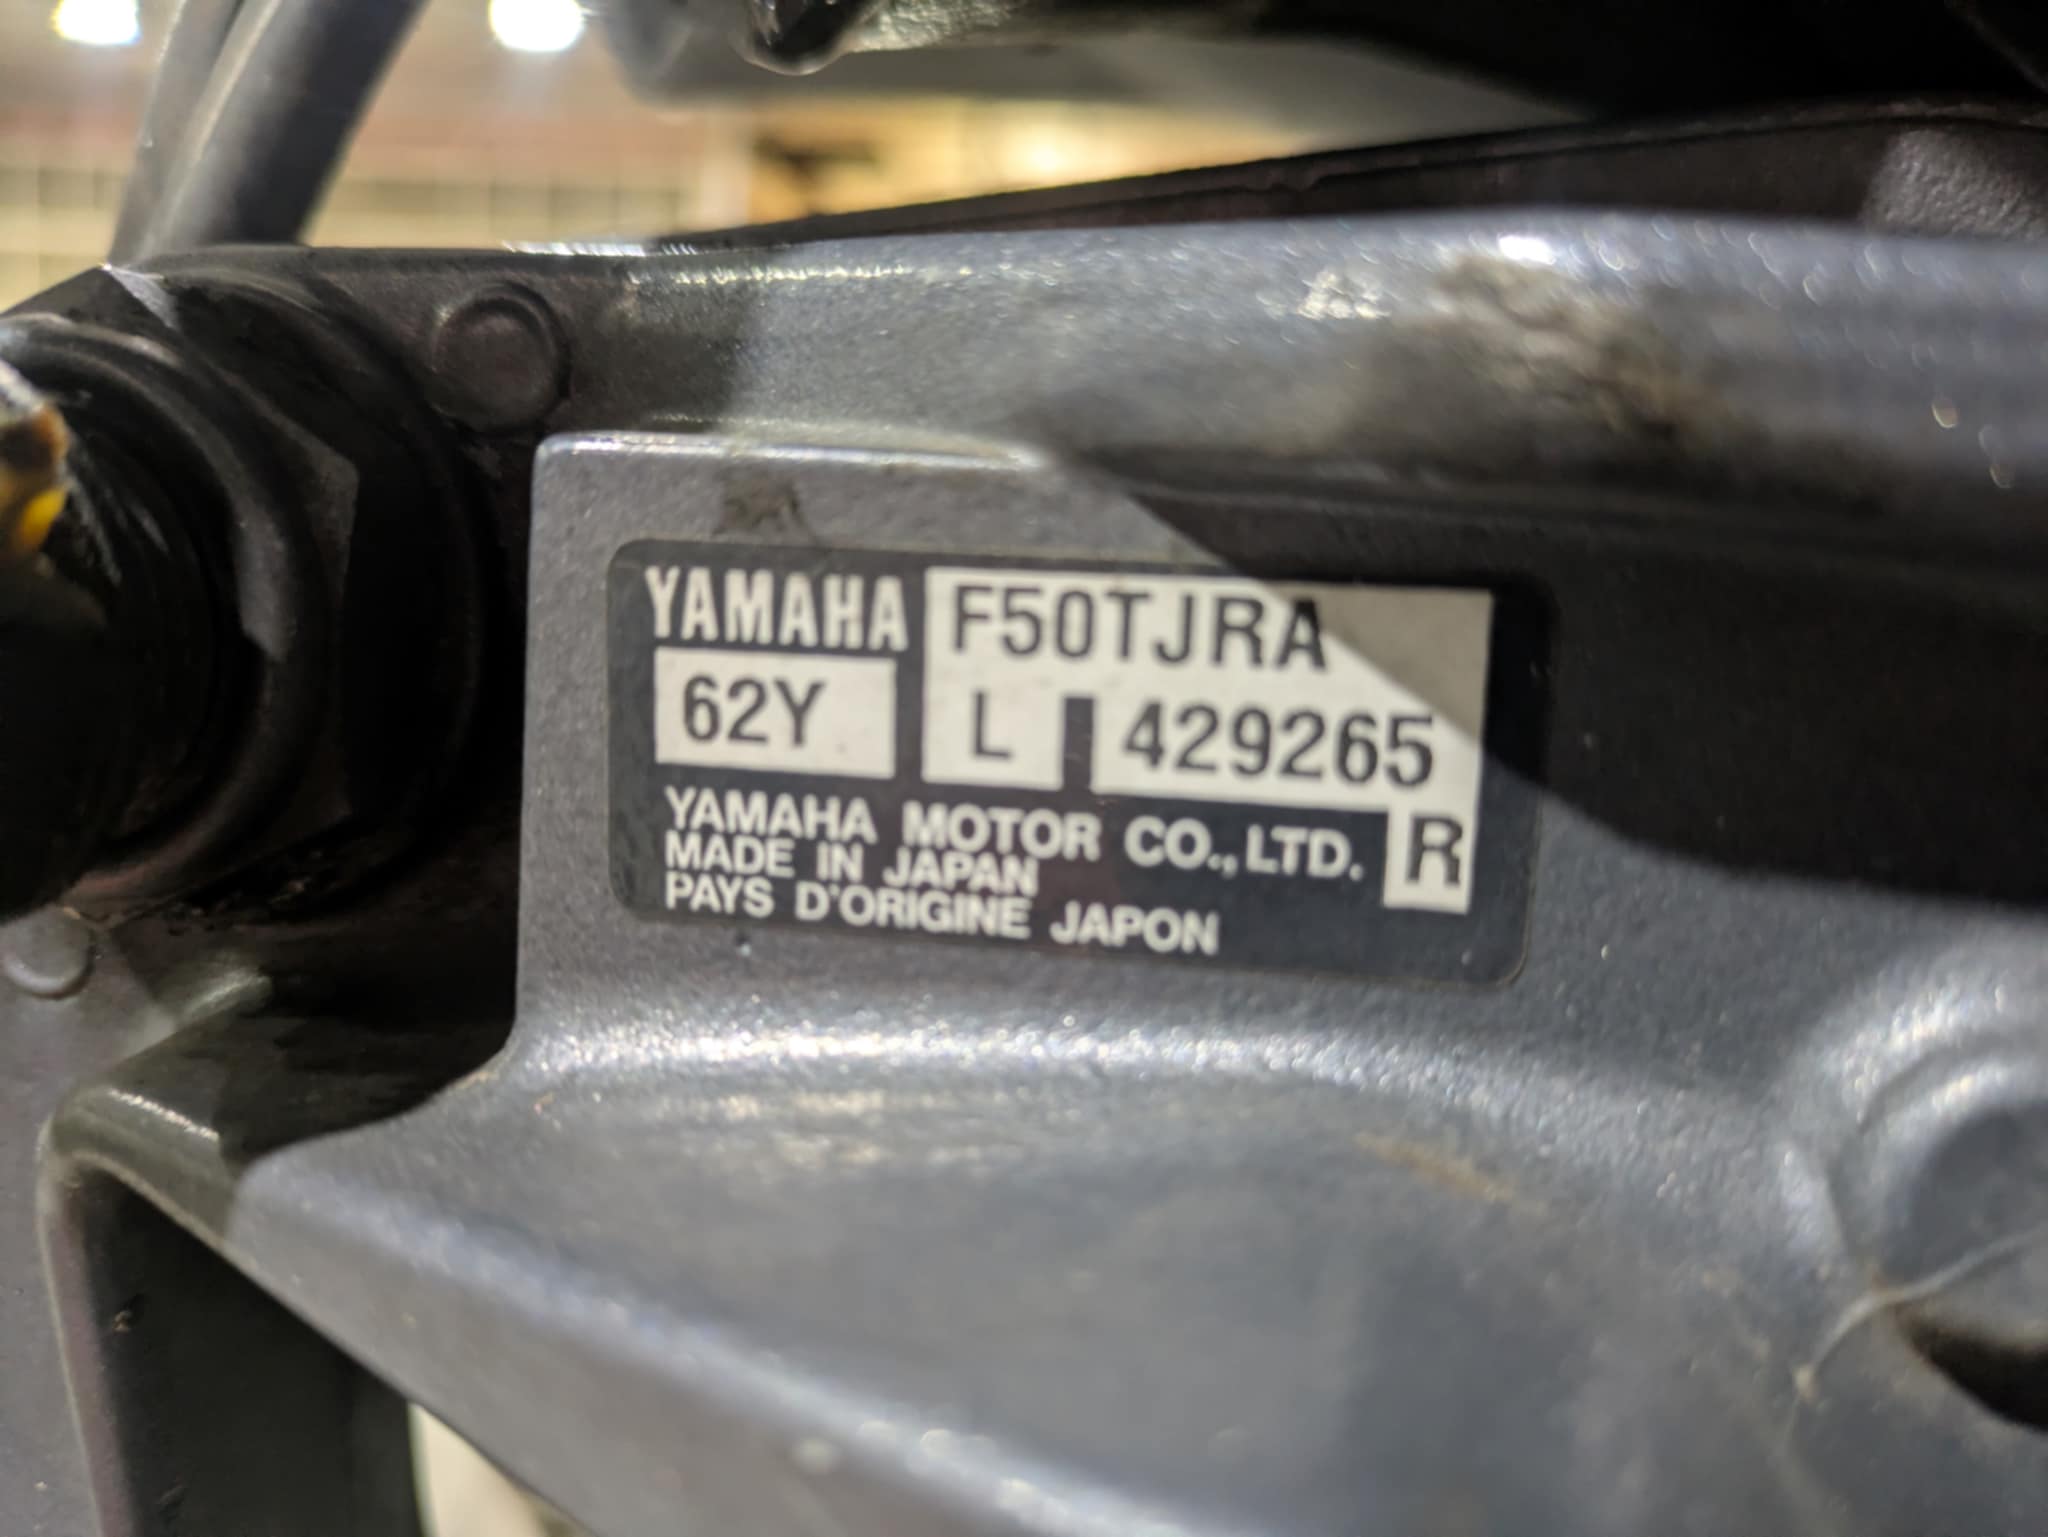 YAMAHA F50TJRA
62Y L 429265
YAMAHA MOTOR CO., LTD. R
MADE IN JAPAN
PAYS D'ORIGINE JAPON